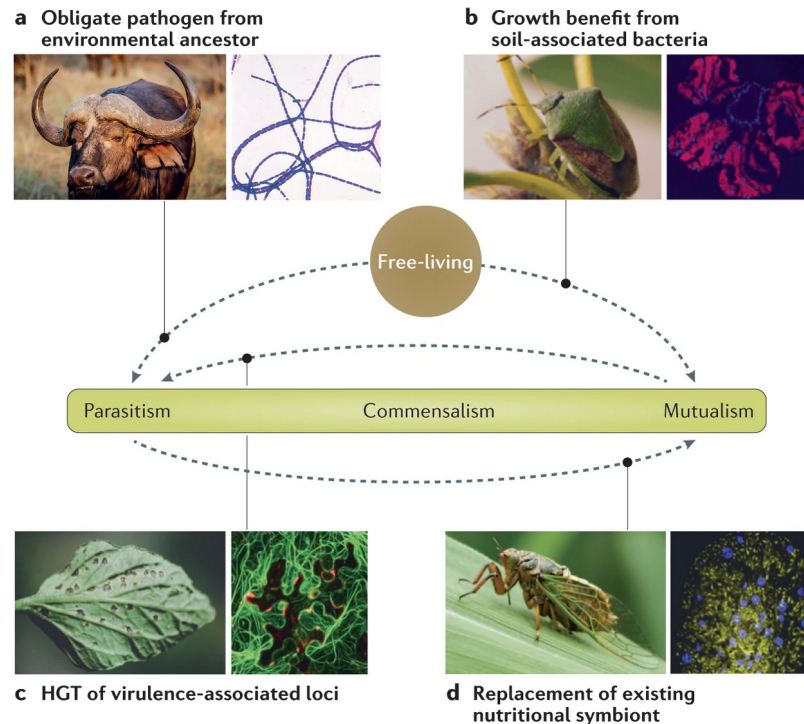 a Obligate pathogen from
environmental ancestor
b Growth benefit from
soil-associated bacteria
Free-living
Parasitism Commensalism Mutualism
c HGT of virulence-associated loci
d Replacement of existing
nutritional symbiont